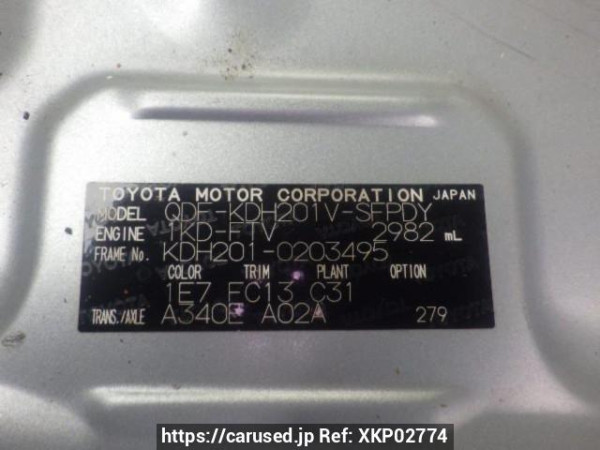 TOYOTA MOTOR CORPORATION JAPAN
MODEL QDF-KDH201V-SFPDY
ENGINE 1KD-FTV 2982 mL
FRAME No. KDH201-0203495
COLOR TRIM PLANT OPTION
1E7 FC13 C31
TRANS./AXLE A340E A02A 279
https://carused.jp Ref: XKP02774